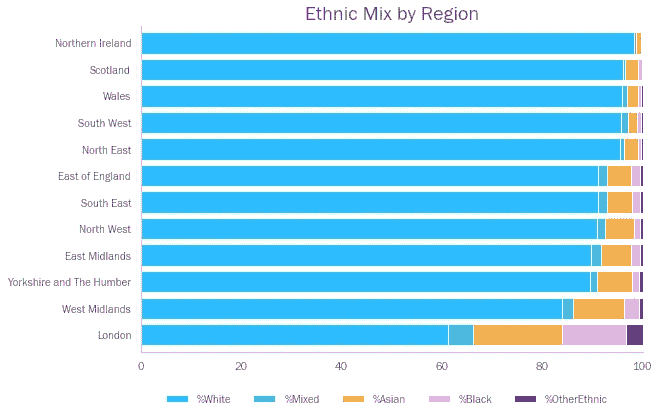 Ethnic Mix by Region
Northern Ireland
Scotland
Wales
South West
North East
East of England
South East
North West
East Midlands
Yorkshire and The Humber
West Midlands
London
0 20 40 60 80 100
%White %Mixed %Asian %Black %OtherEthnic